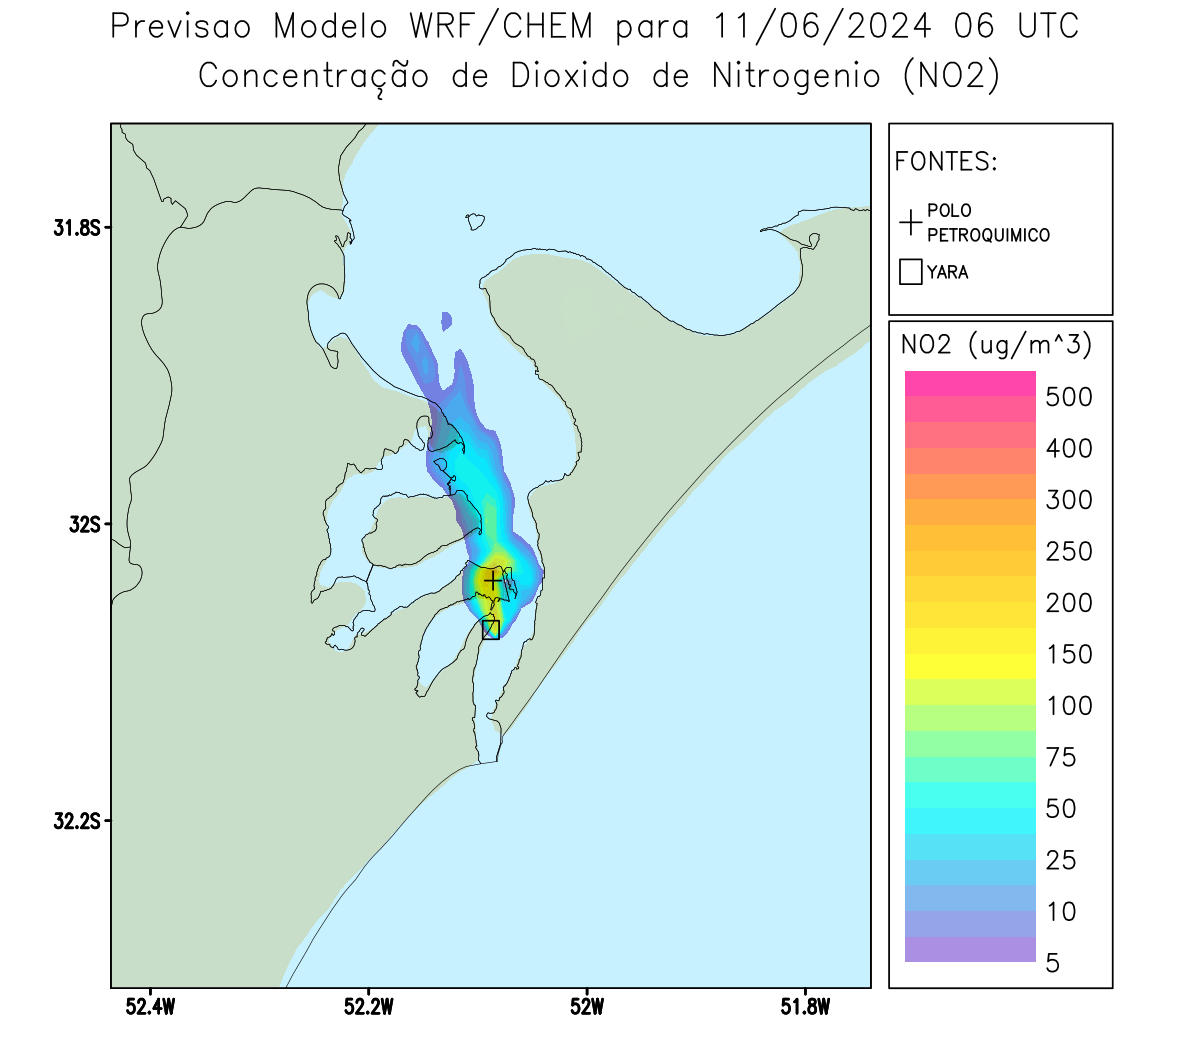 Previsao Modelo WRF/CHEM para 11/06/2024 06 UTC
Concentração de Dioxido de Nitrogenio (NO2)
FONTES:
POLO
PETROQUIMICO
YARA
31.8S
32S
32.2S
52.4W
52.2W
52W
51.8W
NO2 (ug/m^3)
500
400
300
250
200
150
100
75
50
25
10
5